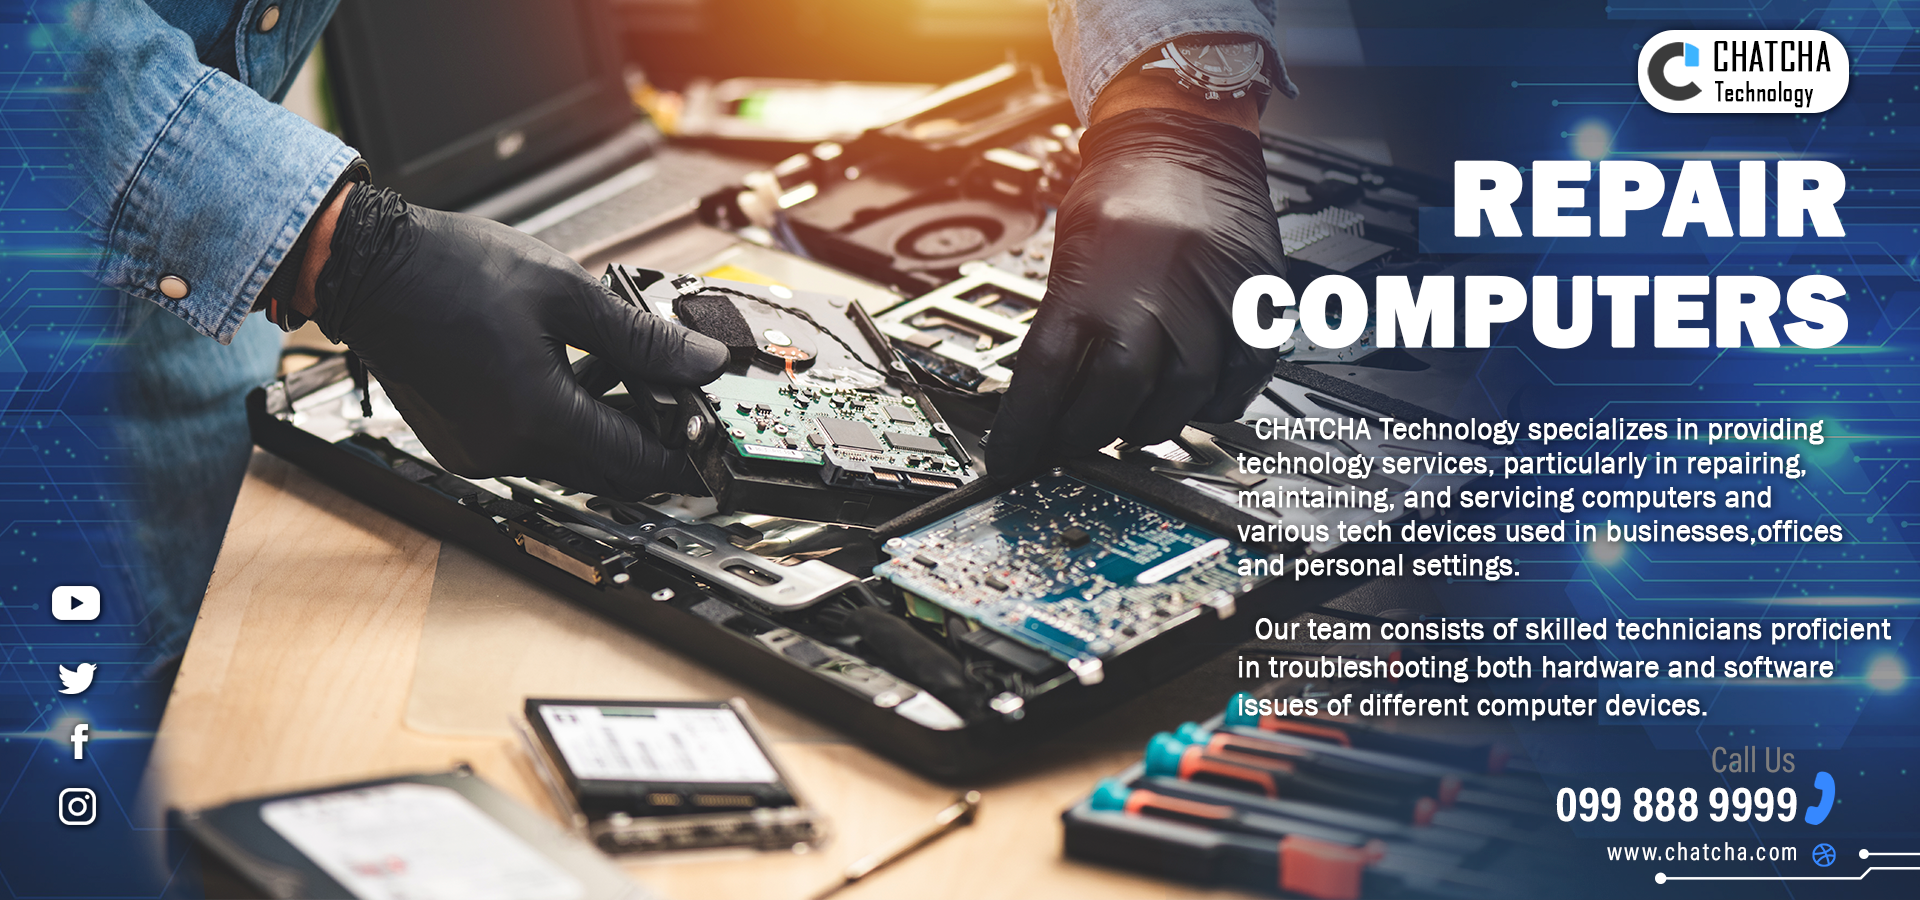 CHATCHA
Technology
REPAIR
COMPUTERS
CHATCHA Technology specializes in providing
technology services, particularly in repairing,
maintaining, and servicing computers and
various tech devices used in businesses,offices
and personal settings.
Our team consists of skilled technicians proficient
in troubleshooting both hardware and software
issues of different computer devices.
Call Us
099 888 9999
www.chatcha.com